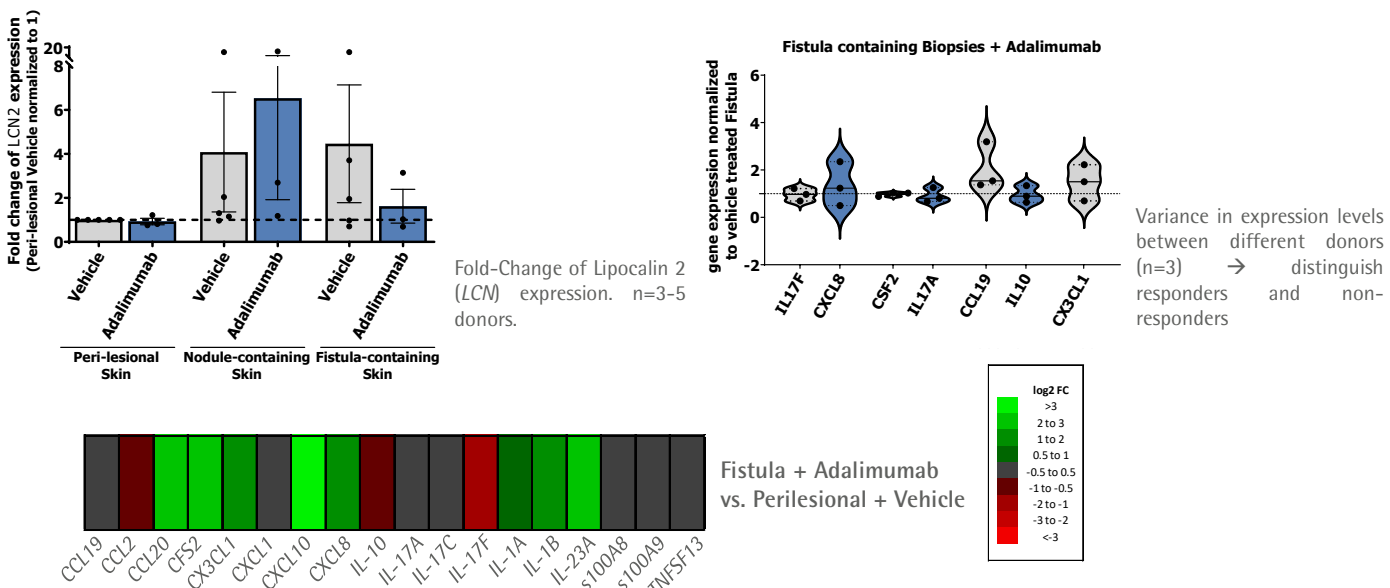 Fold change of LCN2 expression
(Peri-lesional Vehicle normalized to 1)
20
8
6
4
2
0
Vehicle
Adalimumab
Vehicle
Adalimumab
Vehicle
Adalimumab
Peri-lesional
Skin
Nodule-containing
Skin
Fistula-containing
Skin
Fold-Change of Lipocalin 2
(LCN) expression. n=3-5
donors.
Fistula containing Biopsies + Adalimumab
gene expression normalized
to vehicle treated Fistula
6
4
2
0
-2
IL17F
CXCL8
CSF2
IL17A
CCL19
IL10
CX3CL1
Variance in expression levels
between different donors
(n=3) → distinguish
responders and non-
responders
CCL19
CCL2
CCL20
CFS2
CX3CL1
CXCL1
CXCL10
CXCL8
IL-10
IL-17A
IL-17C
IL-17F
IL-1A
IL-1B
IL-23A
s100A8
s100A9
TNFSF13
Fistula + Adalimumab
vs. Perilesional + Vehicle
log2 FC
>3
2 to 3
1 to 2
0.5 to 1
-0.5 to 0.5
-1 to -0.5
-2 to -1
-3 to -2
<-3